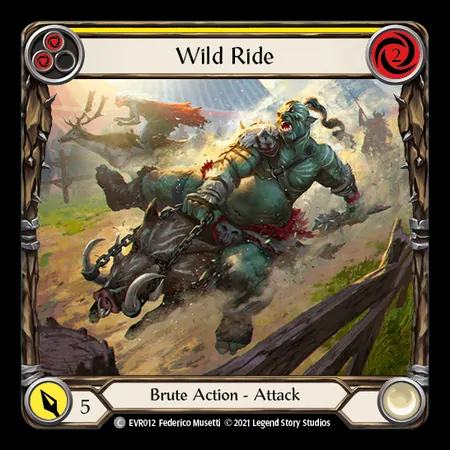 Wild Ride
2
5
Brute Action - Attack
C EVR012 Federico Musetti © 2021 Legend Story Studios